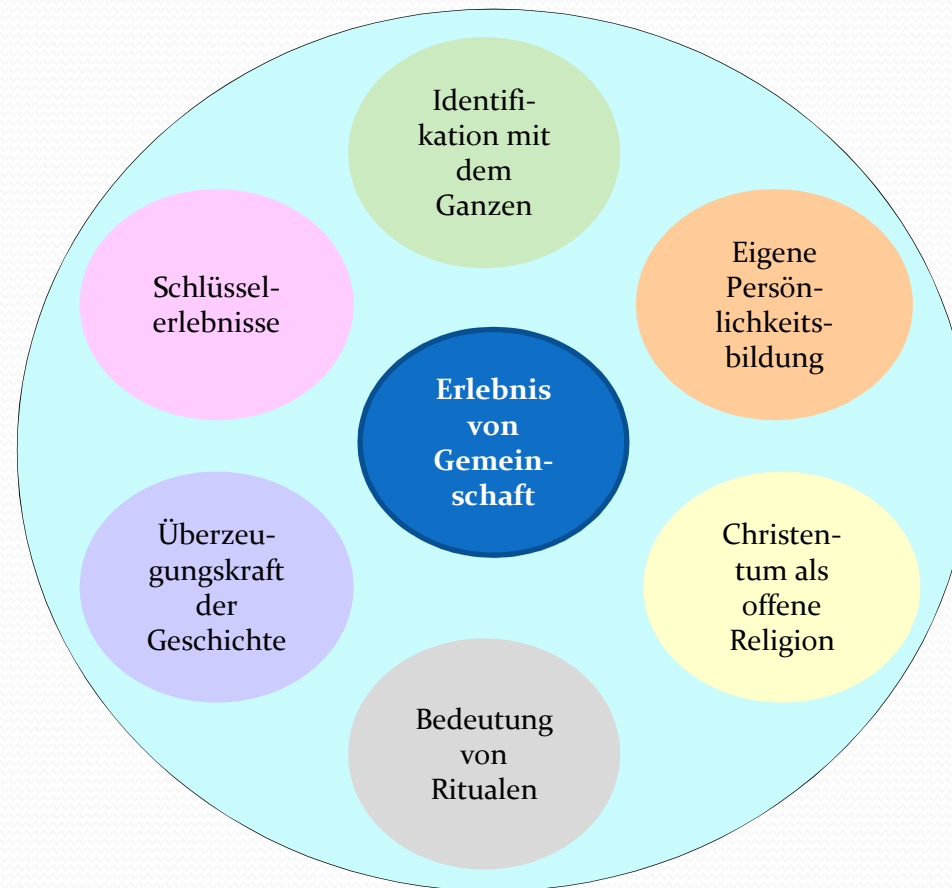 Identifi-
kation mit
dem
Ganzen
Schlüssel-
erlebnisse
Eigene
Persön-
lichkeits-
bildung
Erlebnis
von
Gemein-
schaft
Überzeu-
gungskraft
der
Geschichte
Christen-
tum als
offene
Religion
Bedeutung
von
Ritualen